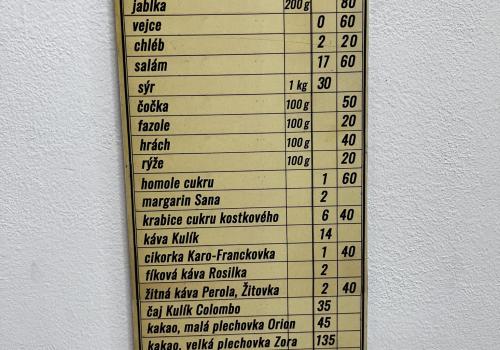 jablka 200 g 80
vejce 0 60
chléb 2 20
salám 17 60
sýr 1 kg 30
čočka 100 g 50
fazole 100 g 20
hrách 100 g 40
rýže 100 g 20
homole cukru 1 60
margarin Sana 2
krabice cukru kostkového 6 40
káva Kulík 14
cikorka Karo-Franckovka 1 40
fíková káva Rosilka 2
žitná káva Perola, Žitovka 2 40
čaj Kulík Colombo 35
kakao, malá plechovka Orion 45
kakao, velká plechovka Zora 135